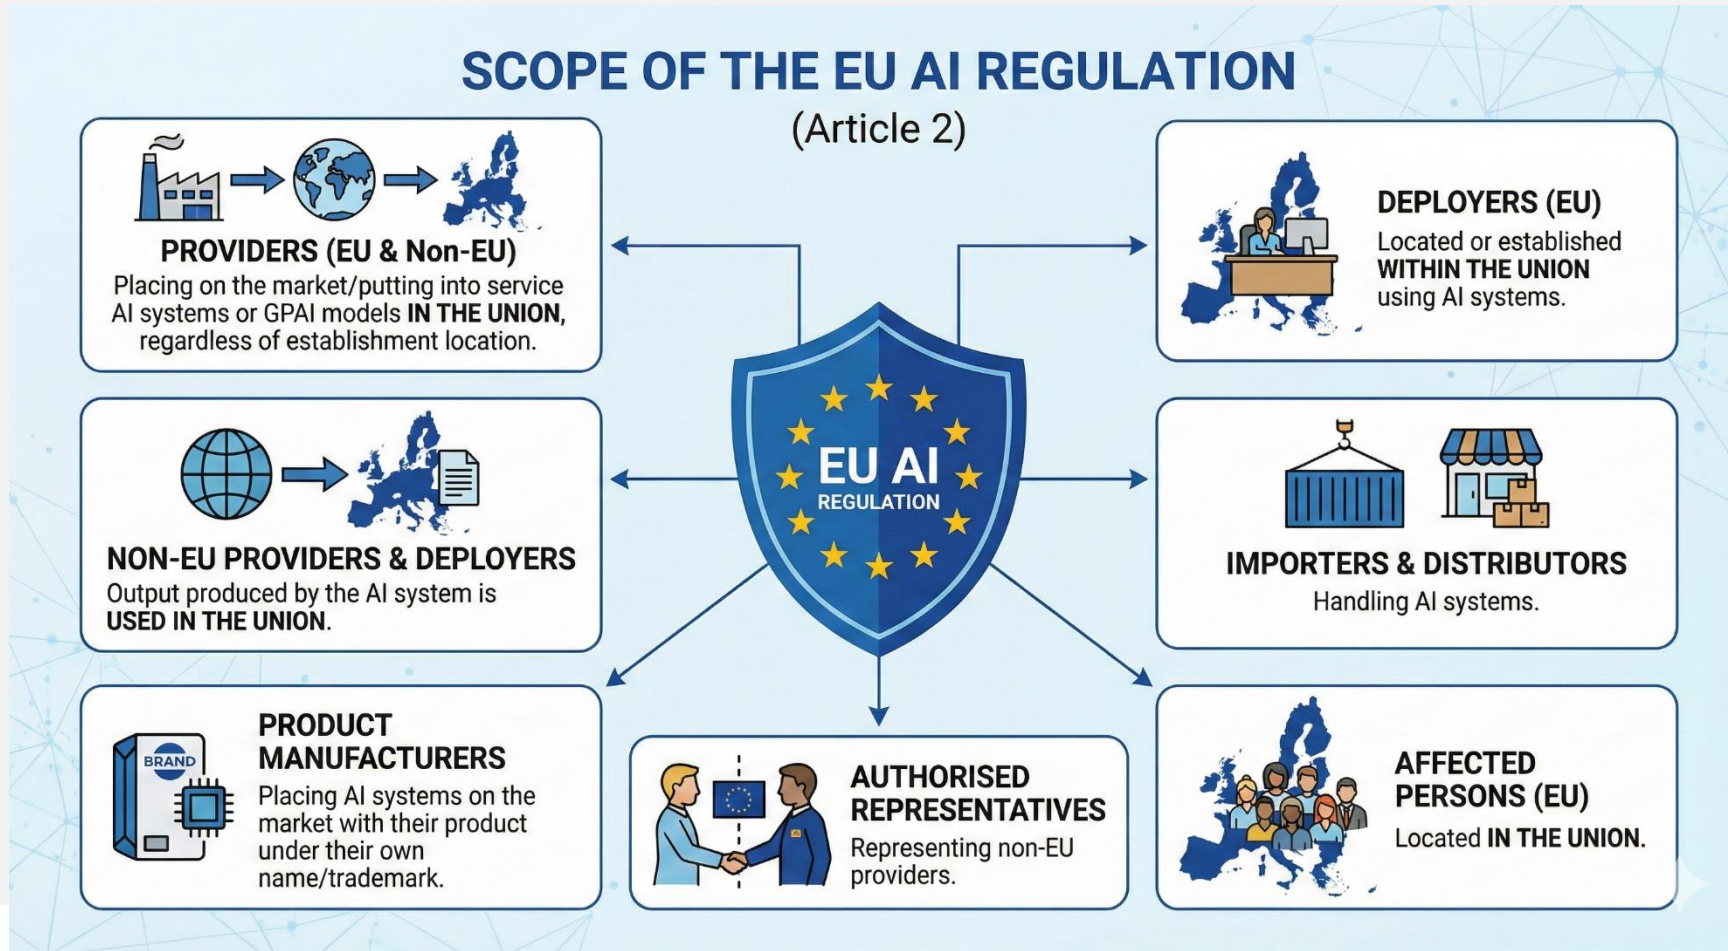 SCOPE OF THE EU AI REGULATION
(Article 2)
PROVIDERS (EU & Non-EU)
Placing on the market/putting into service
AI systems or GPAI models IN THE UNION,
regardless of establishment location.
DEPLOYERS (EU)
Located or established
WITHIN THE UNION
using AI systems.
NON-EU PROVIDERS & DEPLOYERS
Output produced by the AI system is
USED IN THE UNION.
EU AI
REGULATION
IMPORTERS & DISTRIBUTORS
Handling AI systems.
BRAND
PRODUCT
MANUFACTURERS
Placing AI systems on the
market with their product
under their own
name/trademark.
AUTHORISED
REPRESENTATIVES
Representing non-EU
providers.
AFFECTED
PERSONS (EU)
Located IN THE UNION.